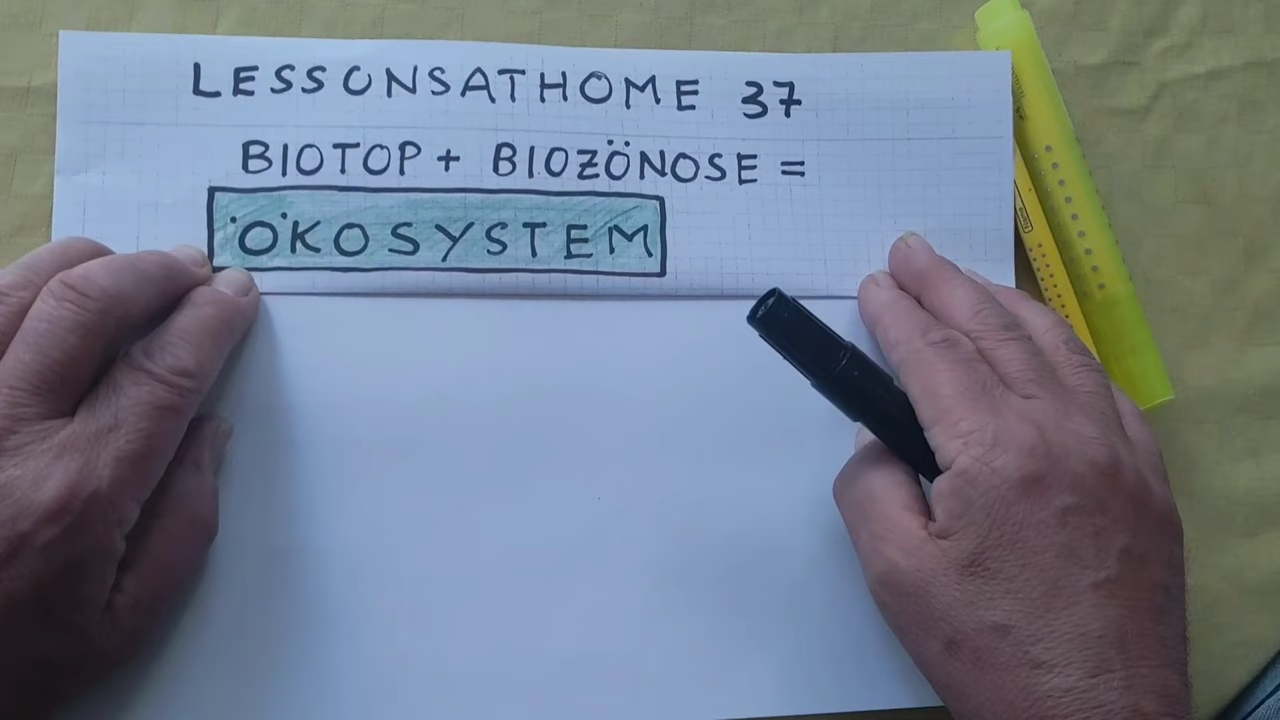 LESSONSATHOME 37
BIOTOP + BIOZÖNOSE =
ÖKOSYSTEM